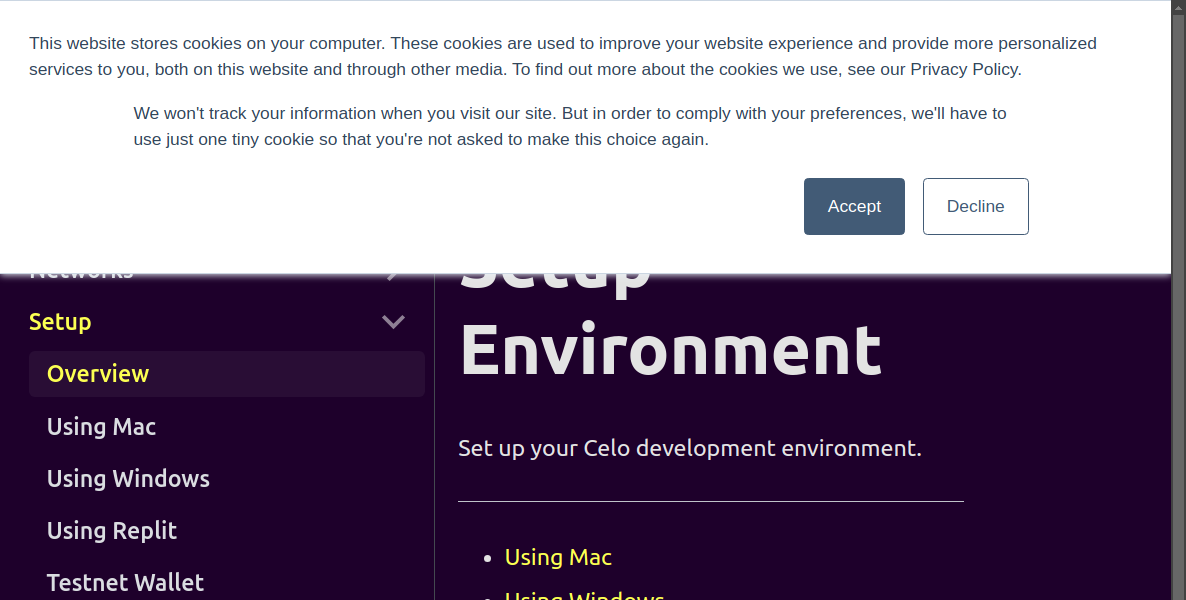 This website stores cookies on your computer. These cookies are used to improve your website experience and provide more personalized
services to you, both on this website and through other media. To find out more about the cookies we use, see our Privacy Policy.
We won't track your information when you visit our site. But in order to comply with your preferences, we'll have to
use just one tiny cookie so that you're not asked to make this choice again.
Accept
Decline
Networks
Setup
Overview
Using Mac
Using Windows
Using Replit
Testnet Wallet
Setup
Environment
Set up your Celo development environment.
Using Mac
Using Windows